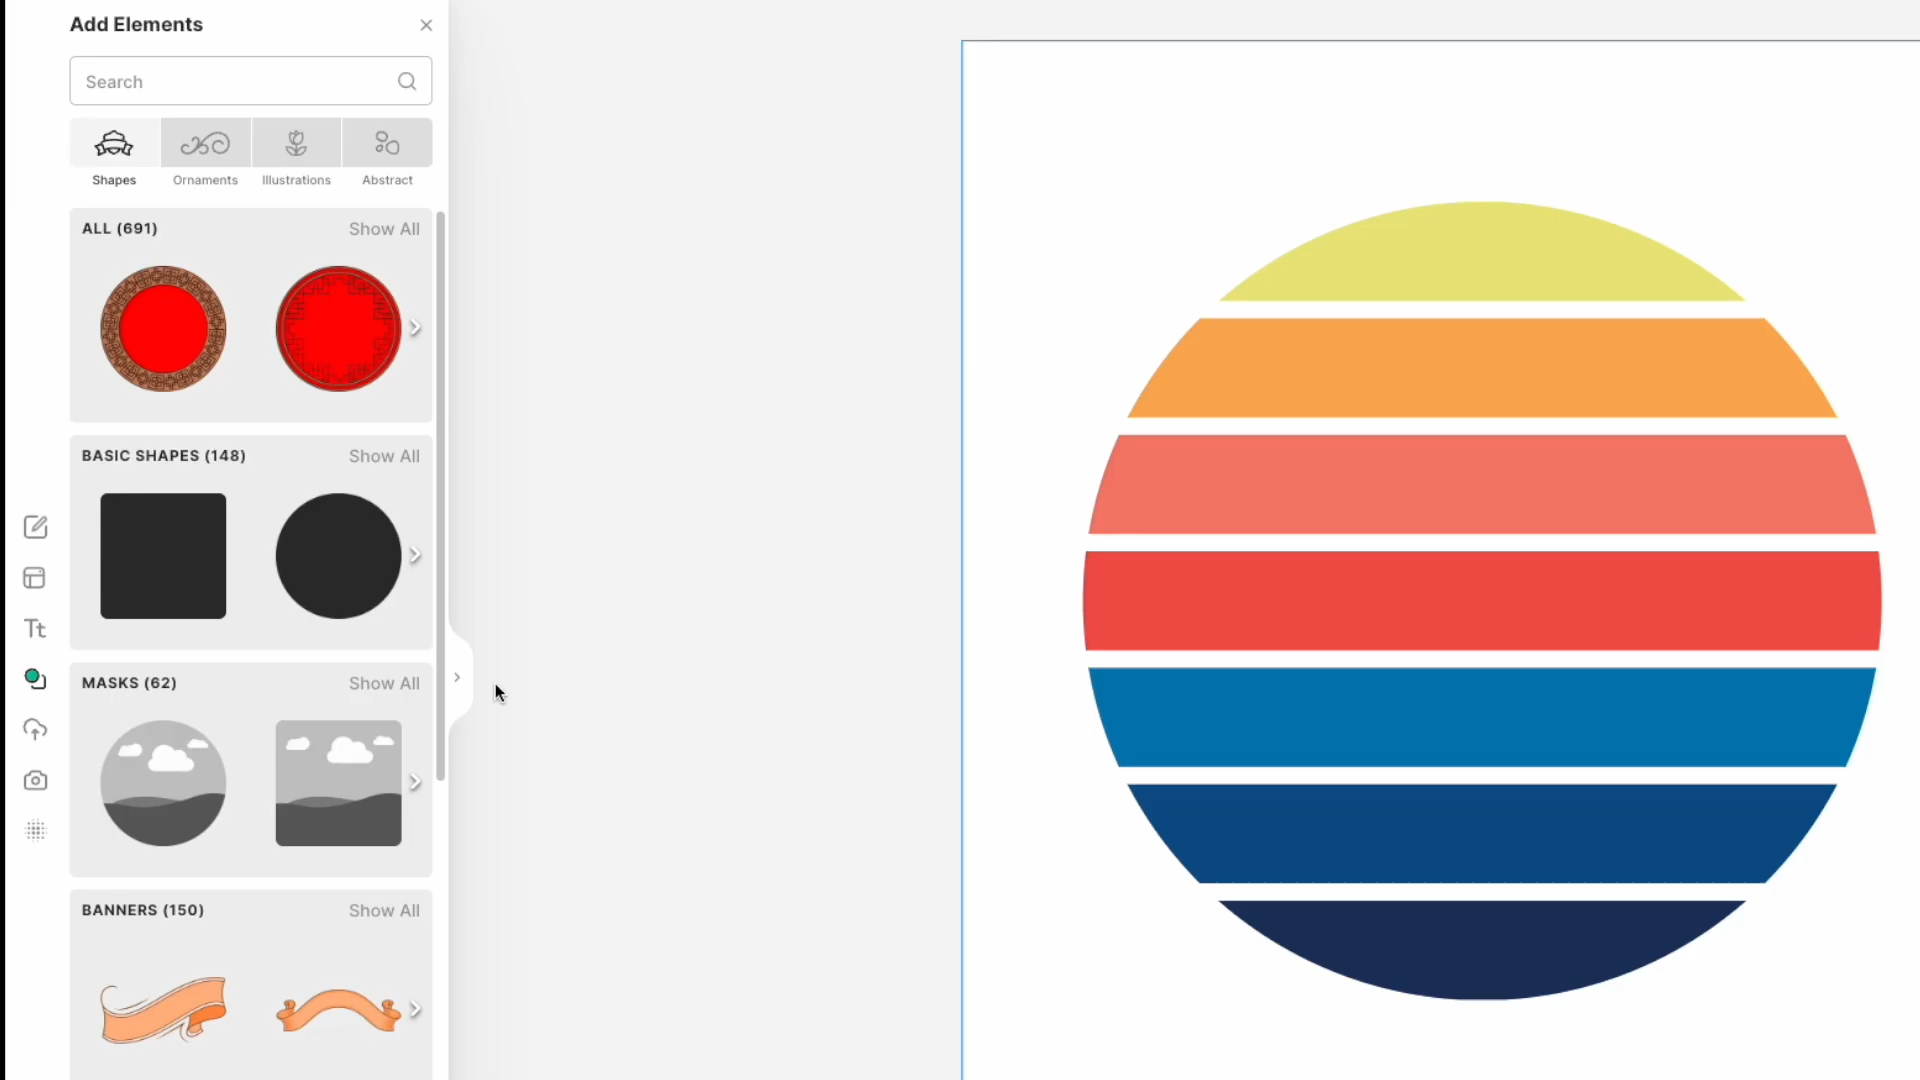 Add Elements
Search
Shapes Ornaments Illustrations Abstract
ALL (691) Show All
BASIC SHAPES (148) Show All
Tt
MASKS (62) Show All
BANNERS (150) Show All